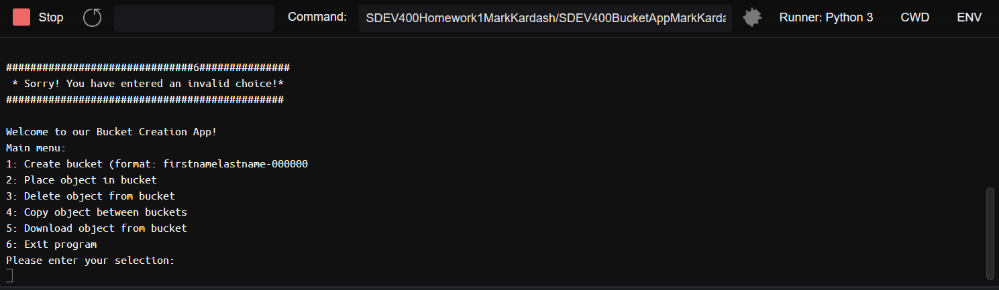 Stop
Command:
SDEV400Homework1MarkKardash/SDEV400BucketAppMarkKarda
Runner: Python 3
CWD
ENV
###############################6###############
* Sorry! You have entered an invalid choice!*
##############################################
Welcome to our Bucket Creation App!
Main menu:
1: Create bucket (format: firstnamelastname-000000
2: Place object in bucket
3: Delete object from bucket
4: Copy object between buckets
5: Download object from bucket
6: Exit program
Please enter your selection: